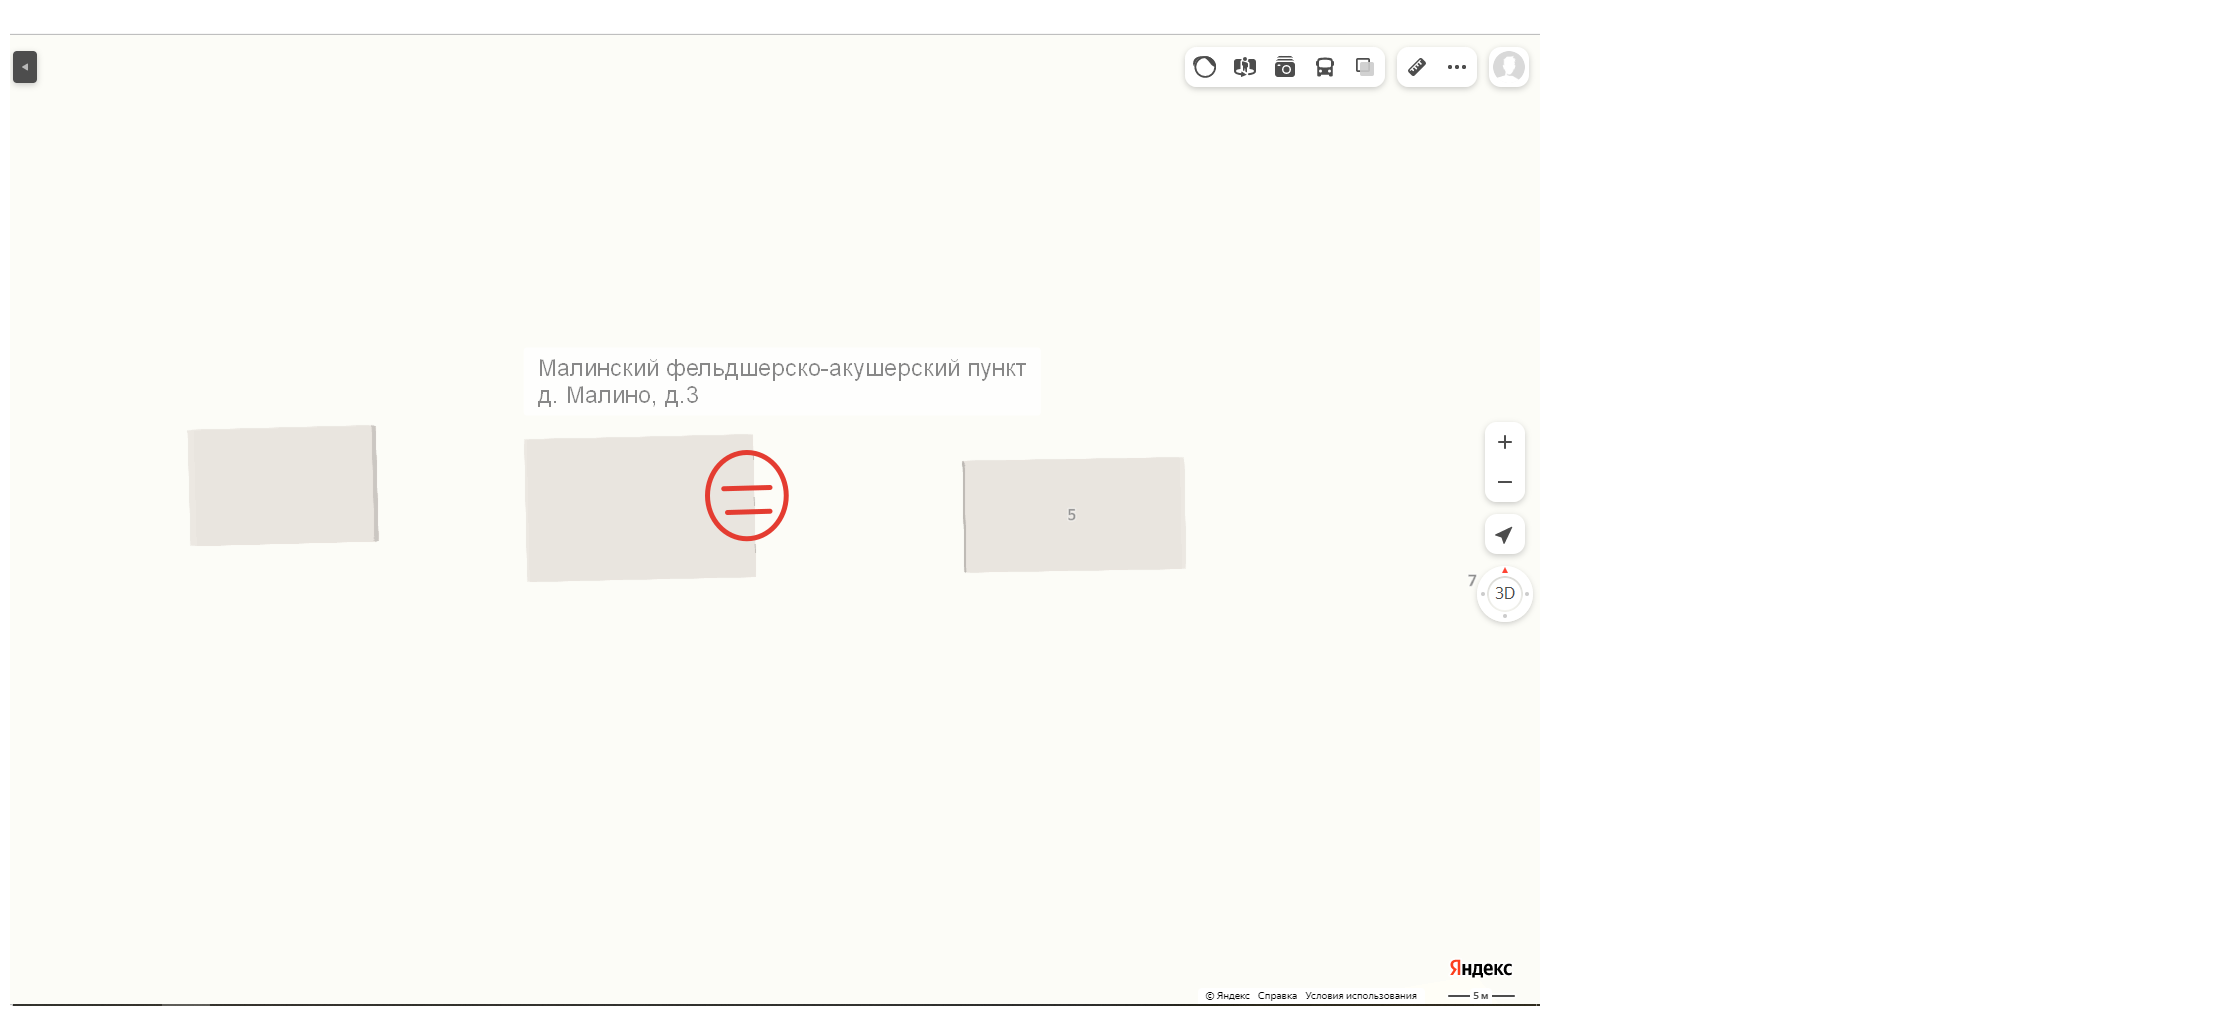 Малинский фельдшерско-акушерский пункт
д. Малино, д.3
5
7
3D
Яндекс
© Яндекс Справка Условия использования 5 м